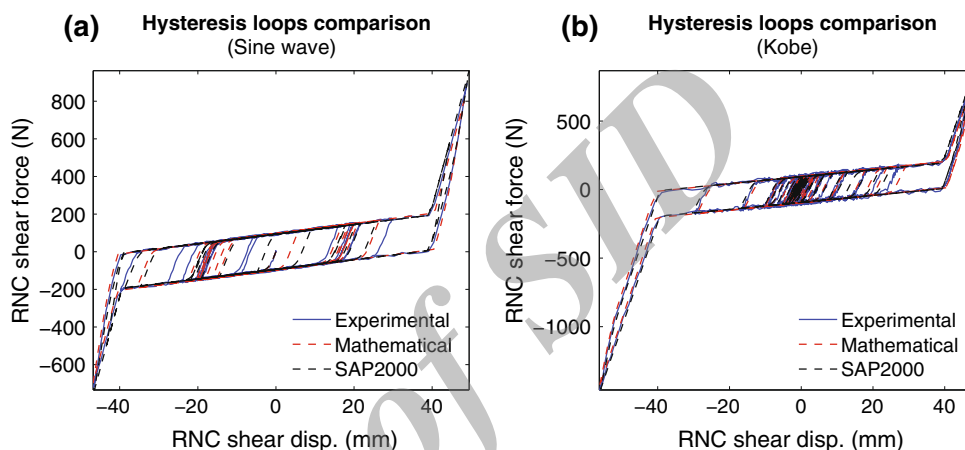 (a) Hysteresis loops comparison
(Sine wave)
RNC shear force (N)
800
600
400
200
0
−200
−400
−600
−40
−20
0
20
40
RNC shear disp. (mm)
Experimental
Mathematical
SAP2000
(b) Hysteresis loops comparison
(Kobe)
RNC shear force (N)
500
0
−500
−1000
−40
−20
0
20
40
RNC shear disp. (mm)
Experimental
Mathematical
SAP2000
of SID